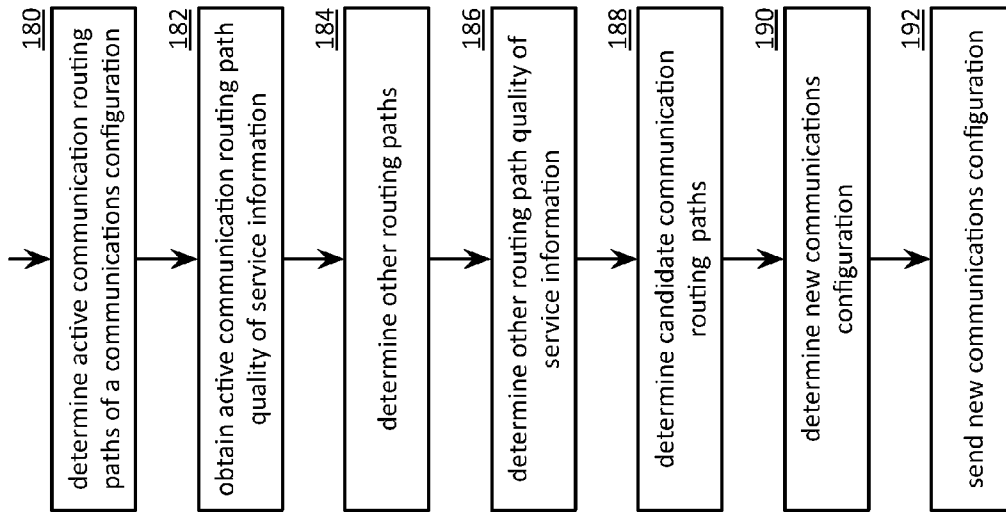 180
determine active communication routing
paths of a communications configuration
182
obtain active communication routing path
quality of service information
184
determine other routing paths
186
determine other routing path quality of
service information
188
determine candidate communication
routing paths
190
determine new communications
configuration
192
send new communications configuration